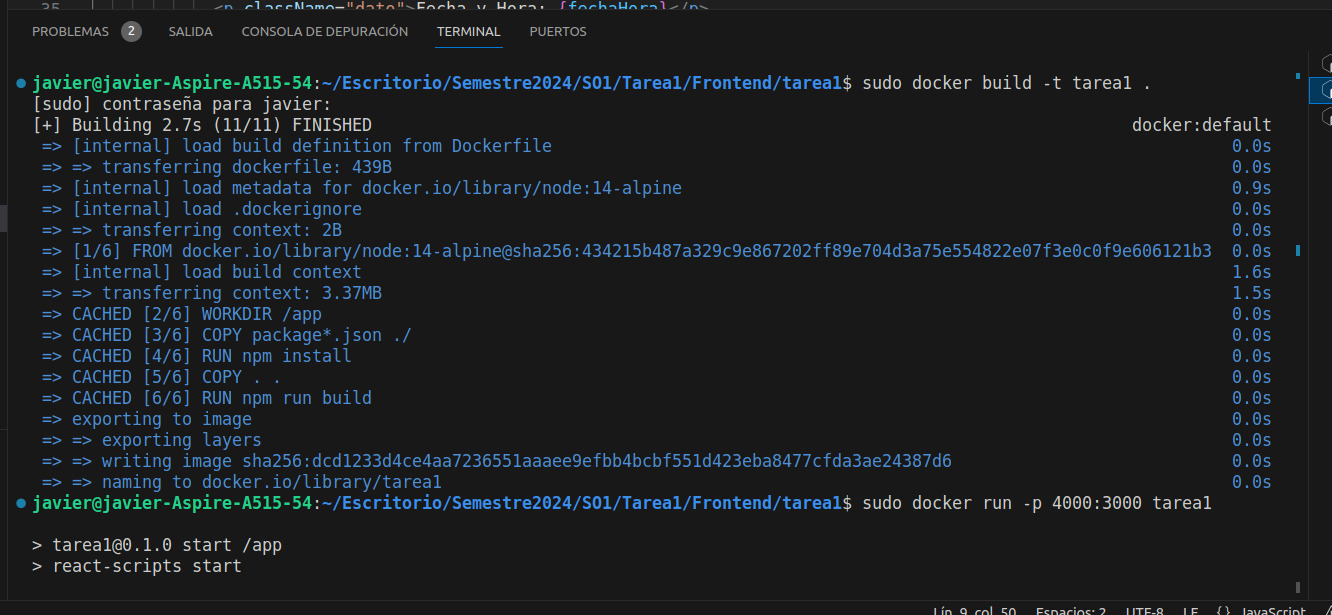 35 <p className="dato">Fecha y Hora: {fechaHora}</p>
PROBLEMAS 2 SALIDA CONSOLA DE DEPURACIÓN TERMINAL PUERTOS
javier@javier-Aspire-A515-54:~/Escritorio/Semestre2024/SO1/Tarea1/Frontend/tarea1$ sudo docker build -t tarea1 .
[sudo] contraseña para javier:
[+] Building 2.7s (11/11) FINISHED docker:default
=> [internal] load build definition from Dockerfile 0.0s
=> => transferring dockerfile: 439B 0.0s
=> [internal] load metadata for docker.io/library/node:14-alpine 0.9s
=> [internal] load .dockerignore 0.0s
=> => transferring context: 2B 0.0s
=> [1/6] FROM docker.io/library/node:14-alpine@sha256:434215b487a329c9e867202ff89e704d3a75e554822e07f3e0c0f9e606121b3 0.0s
=> [internal] load build context 1.6s
=> => transferring context: 3.37MB 1.5s
=> CACHED [2/6] WORKDIR /app 0.0s
=> CACHED [3/6] COPY package*.json ./ 0.0s
=> CACHED [4/6] RUN npm install 0.0s
=> CACHED [5/6] COPY . . 0.0s
=> CACHED [6/6] RUN npm run build 0.0s
=> exporting to image 0.0s
=> => exporting layers 0.0s
=> => writing image sha256:dcd1233d4ce4aa7236551aaaee9efbb4bcbf551d423eba8477cfda3ae24387d6 0.0s
=> => naming to docker.io/library/tarea1 0.0s
javier@javier-Aspire-A515-54:~/Escritorio/Semestre2024/SO1/Tarea1/Frontend/tarea1$ sudo docker run -p 4000:3000 tarea1
> tarea1@0.1.0 start /app
> react-scripts start
Lín. 9, col. 50 Espacios: 2 UTF-8 LF {} JavaScript